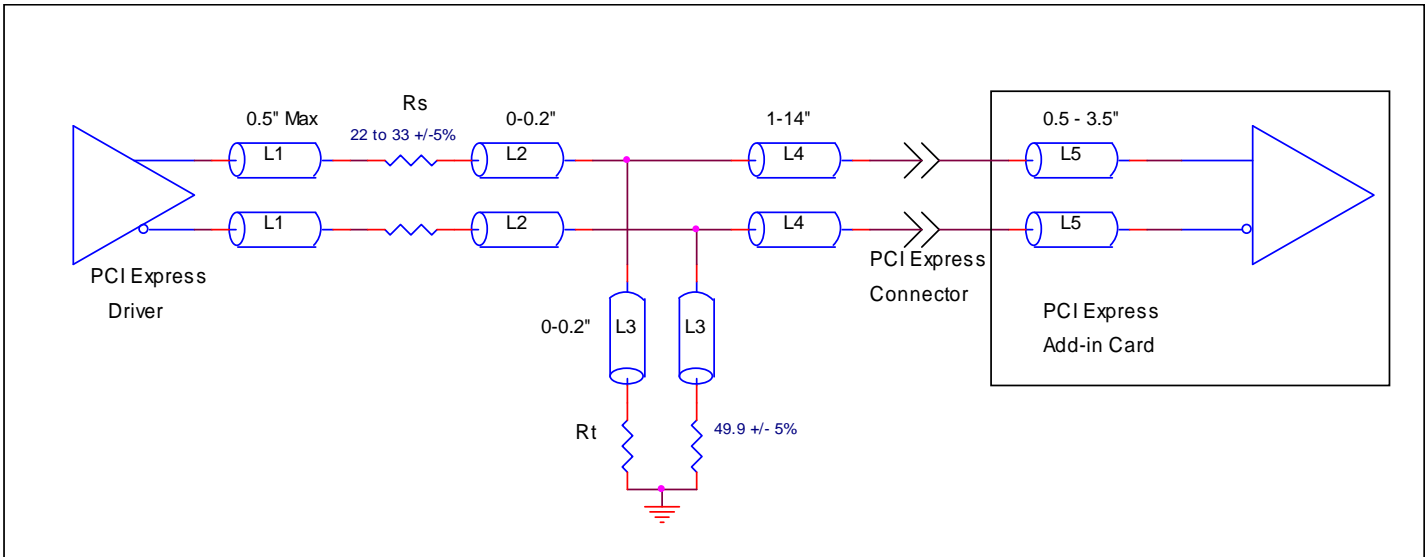 Rs
0.5" Max
22 to 33 +/-5%
0-0.2"
1-14"
0.5 - 3.5"
L1
L2
L4
L5
L1
L2
L4
L5
PCI Express
Driver
PCI Express
Connector
0-0.2"
L3
L3
PCI Express
Add-in Card
Rt
49.9 +/- 5%